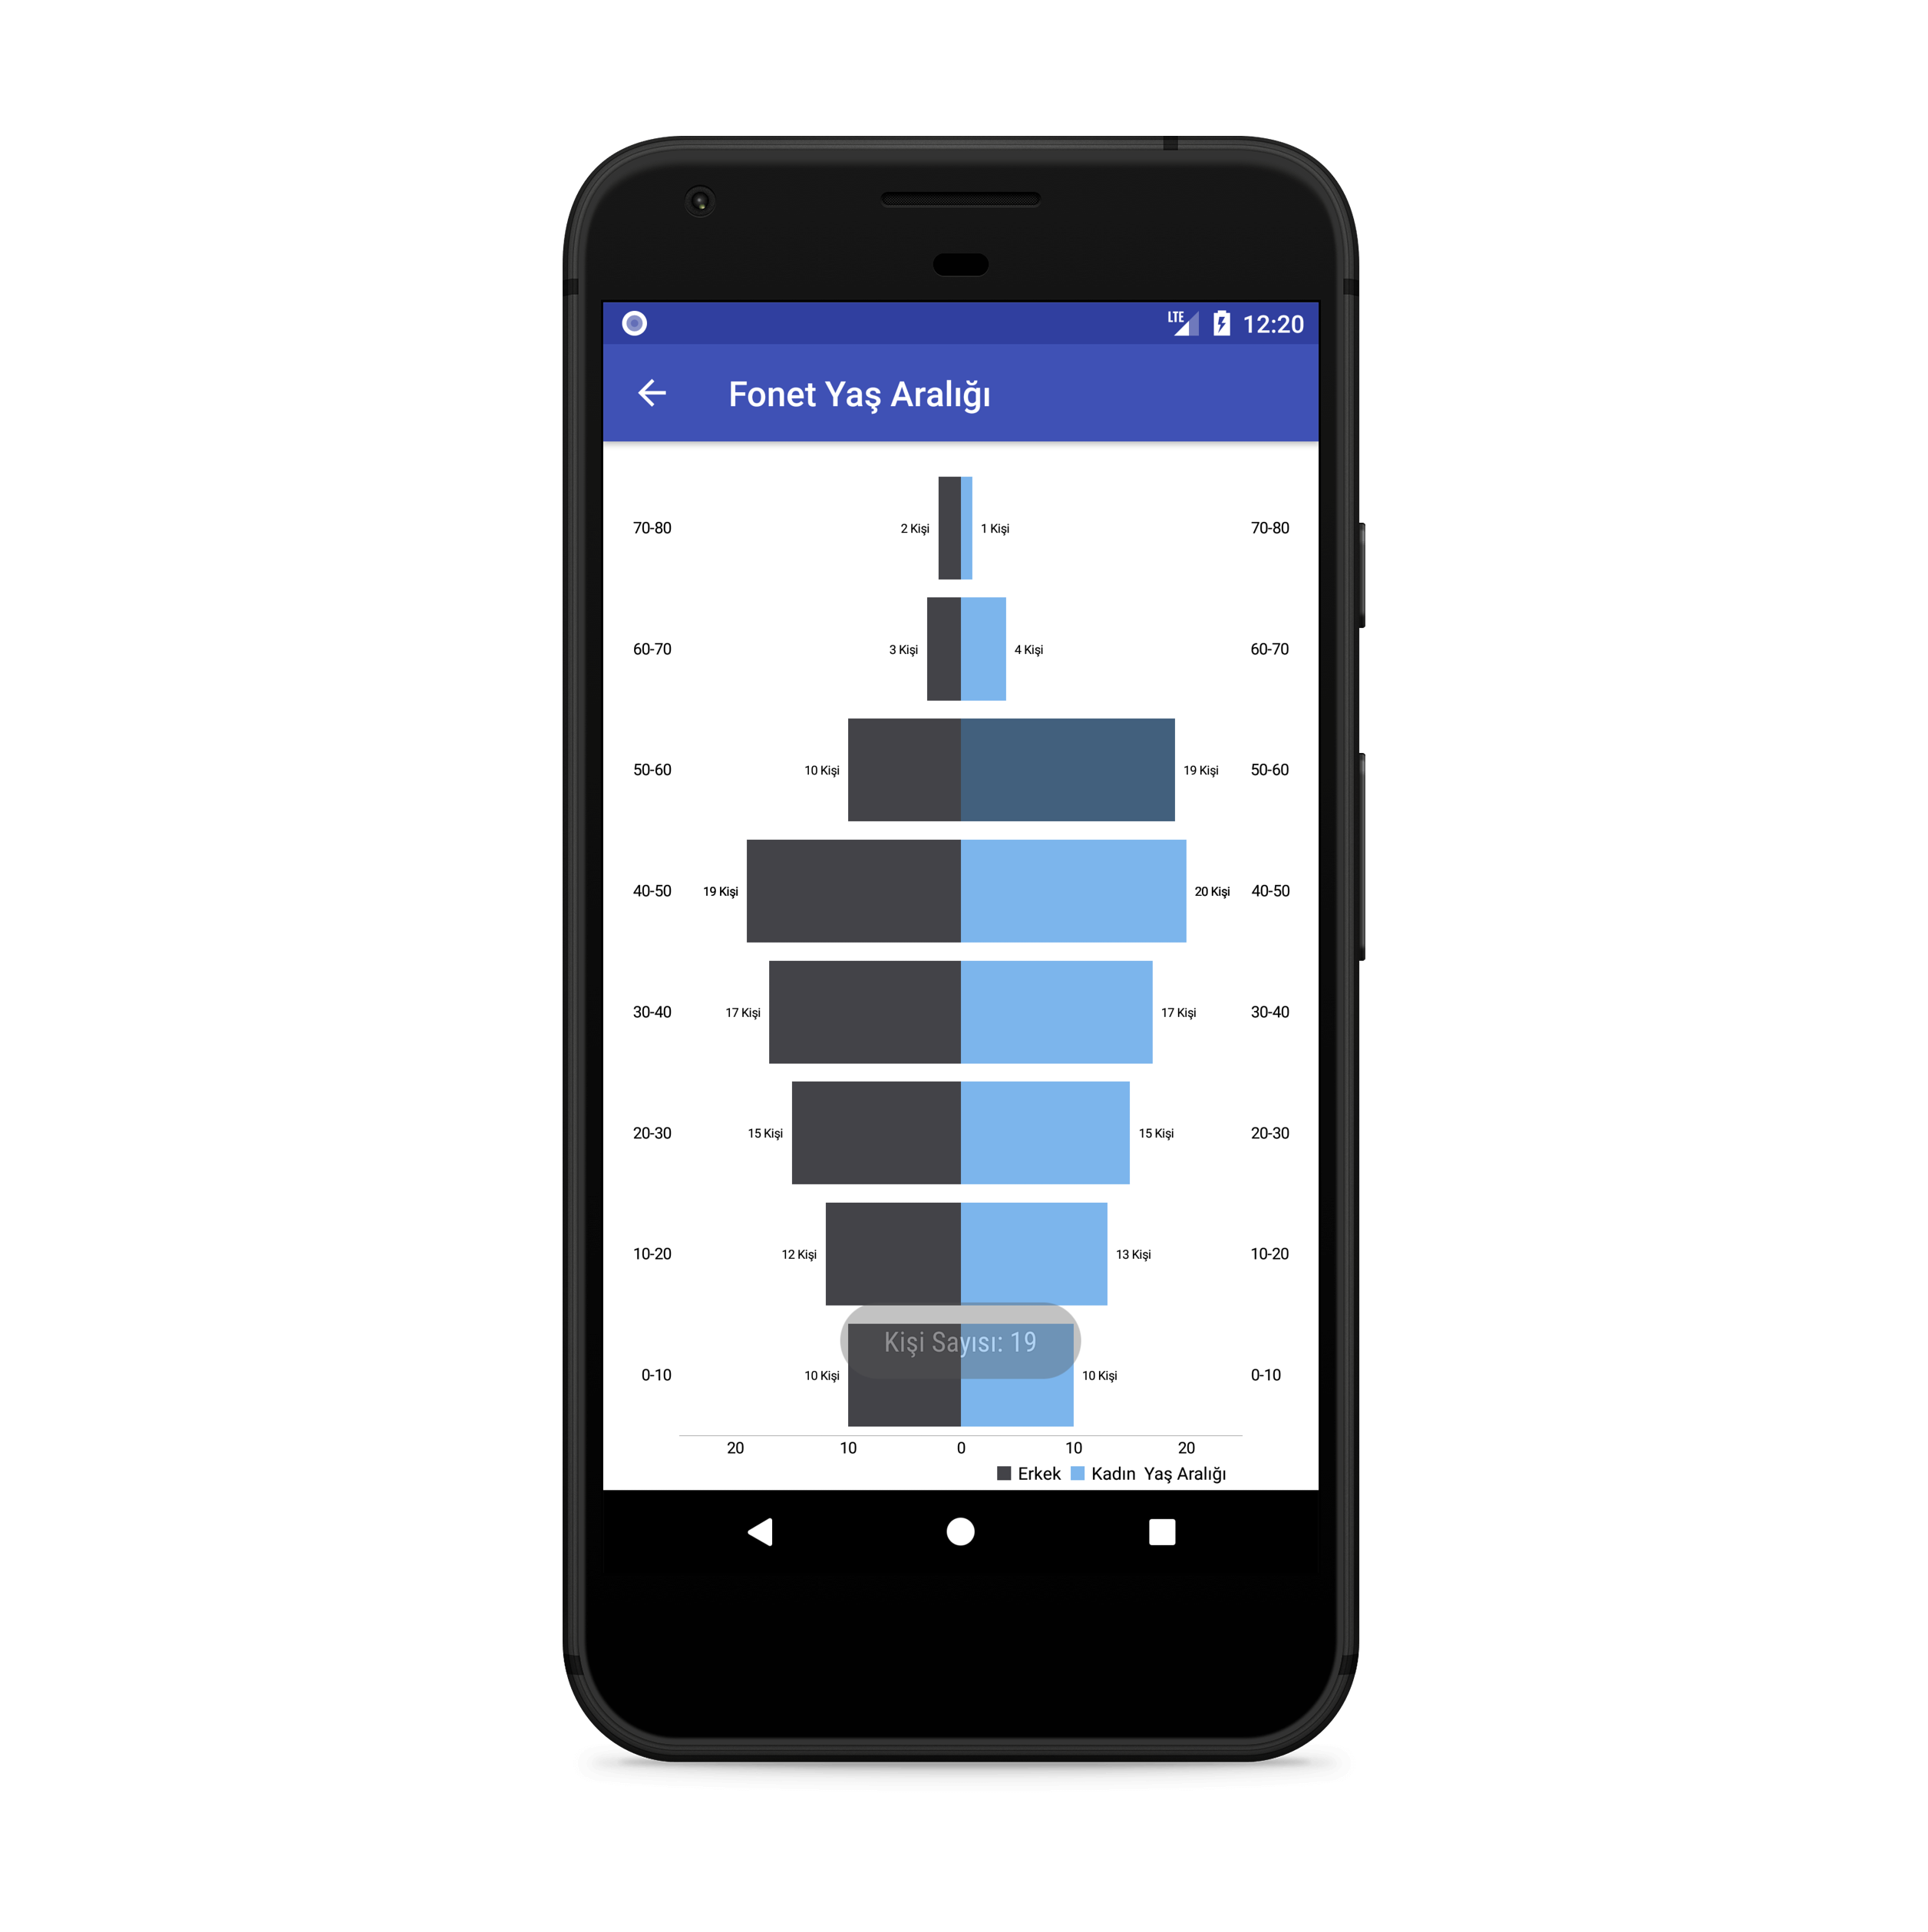 LTE 12:20
Fonet Yaş Aralığı
70-80 2 Kişi 1 Kişi 70-80
60-70 3 Kişi 4 Kişi 60-70
50-60 10 Kişi 19 Kişi 50-60
40-50 19 Kişi 20 Kişi 40-50
30-40 17 Kişi 17 Kişi 30-40
20-30 15 Kişi 15 Kişi 20-30
10-20 12 Kişi 13 Kişi 10-20
Kişi Sayısı: 19
0-10 10 Kişi 10 Kişi 0-10
20 10 0 10 20
Erkek Kadın Yaş Aralığı